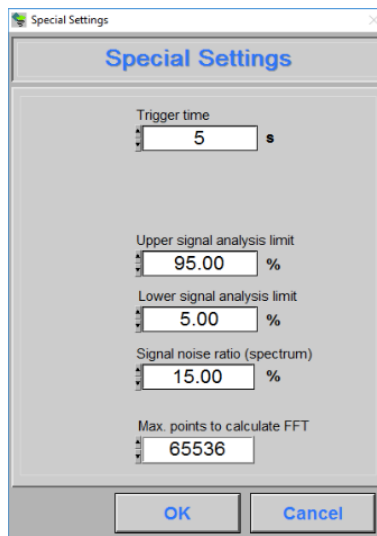 Special Settings
Special Settings
Trigger time
5 s
Upper signal analysis limit
95.00 %
Lower signal analysis limit
5.00 %
Signal noise ratio (spectrum)
15.00 %
Max. points to calculate FFT
65536
OK Cancel